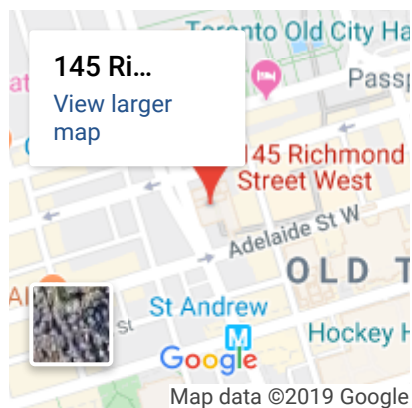 Toronto Old City Ha
145 Ri...
View larger
map
Passp
145 Richmond
Street West
Adelaide St W
OLD T
St Andrew
St
M
Hockey H
Google
Map data ©2019 Google